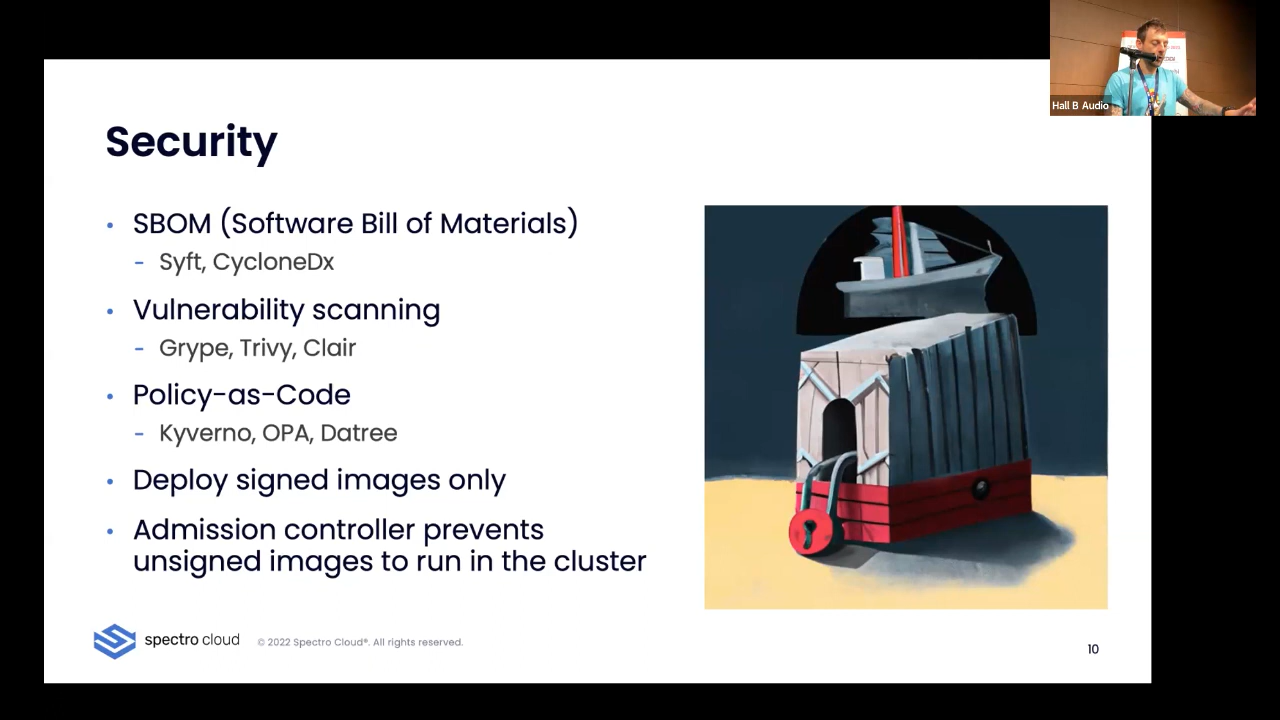 Hall B Audio
Security
• SBOM (Software Bill of Materials)
- Syft, CycloneDx
• Vulnerability scanning
- Grype, Trivy, Clair
• Policy-as-Code
- Kyverno, OPA, Datree
• Deploy signed images only
• Admission controller prevents
unsigned images to run in the cluster
spectro cloud
© 2022 Spectro Cloud®. All rights reserved.
10